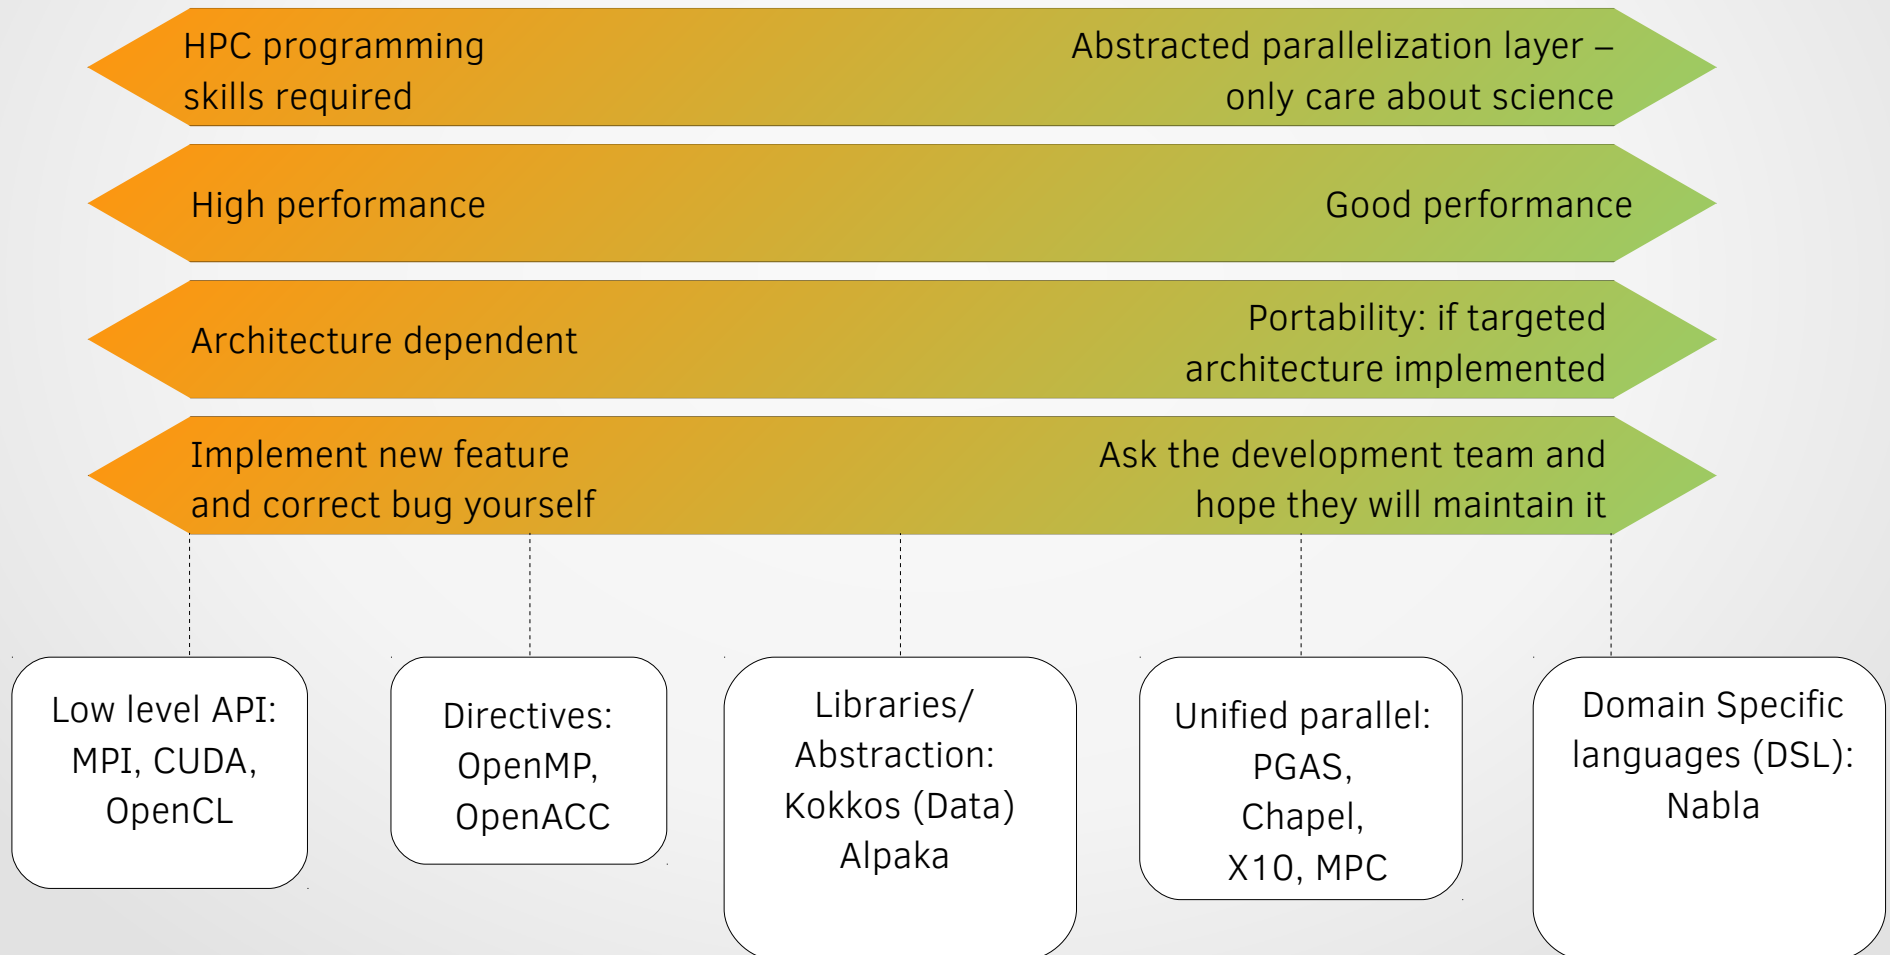 HPC programming
skills required
Abstracted parallelization layer –
only care about science
High performance
Good performance
Architecture dependent
Portability: if targeted
architecture implemented
Implement new feature
and correct bug yourself
Ask the development team and
hope they will maintain it
Low level API:
MPI, CUDA,
OpenCL
Directives:
OpenMP,
OpenACC
Libraries/
Abstraction:
Kokkos (Data)
Alpaka
Unified parallel:
PGAS,
Chapel,
X10, MPC
Domain Specific
languages (DSL):
Nabla